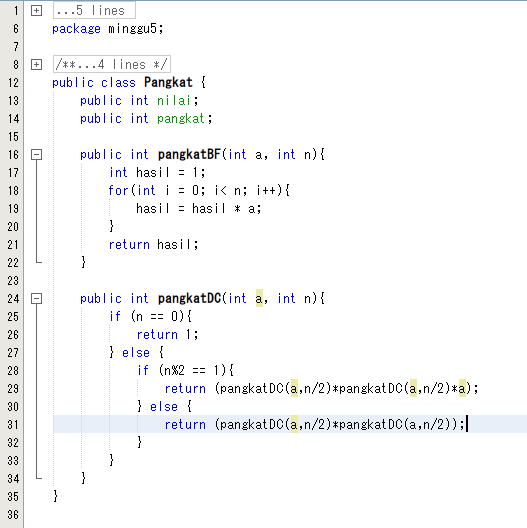 1 ...5 lines
6 package minggu5;
7
8 /**...4 lines */
12 public class Pangkat {
13     public int nilai;
14     public int pangkat;
15
16     public int pangkatBF(int a, int n){
17         int hasil = 1;
18         for(int i = 0; i< n; i++){
19             hasil = hasil * a;
20         }
21         return hasil;
22     }
23
24     public int pangkatDC(int a, int n){
25         if (n == 0){
26             return 1;
27         } else {
28             if (n%2 == 1){
29                 return (pangkatDC(a,n/2)*pangkatDC(a,n/2)*a);
30             } else {
31                 return (pangkatDC(a,n/2)*pangkatDC(a,n/2));
32             }
33         }
34     }
35 }
36